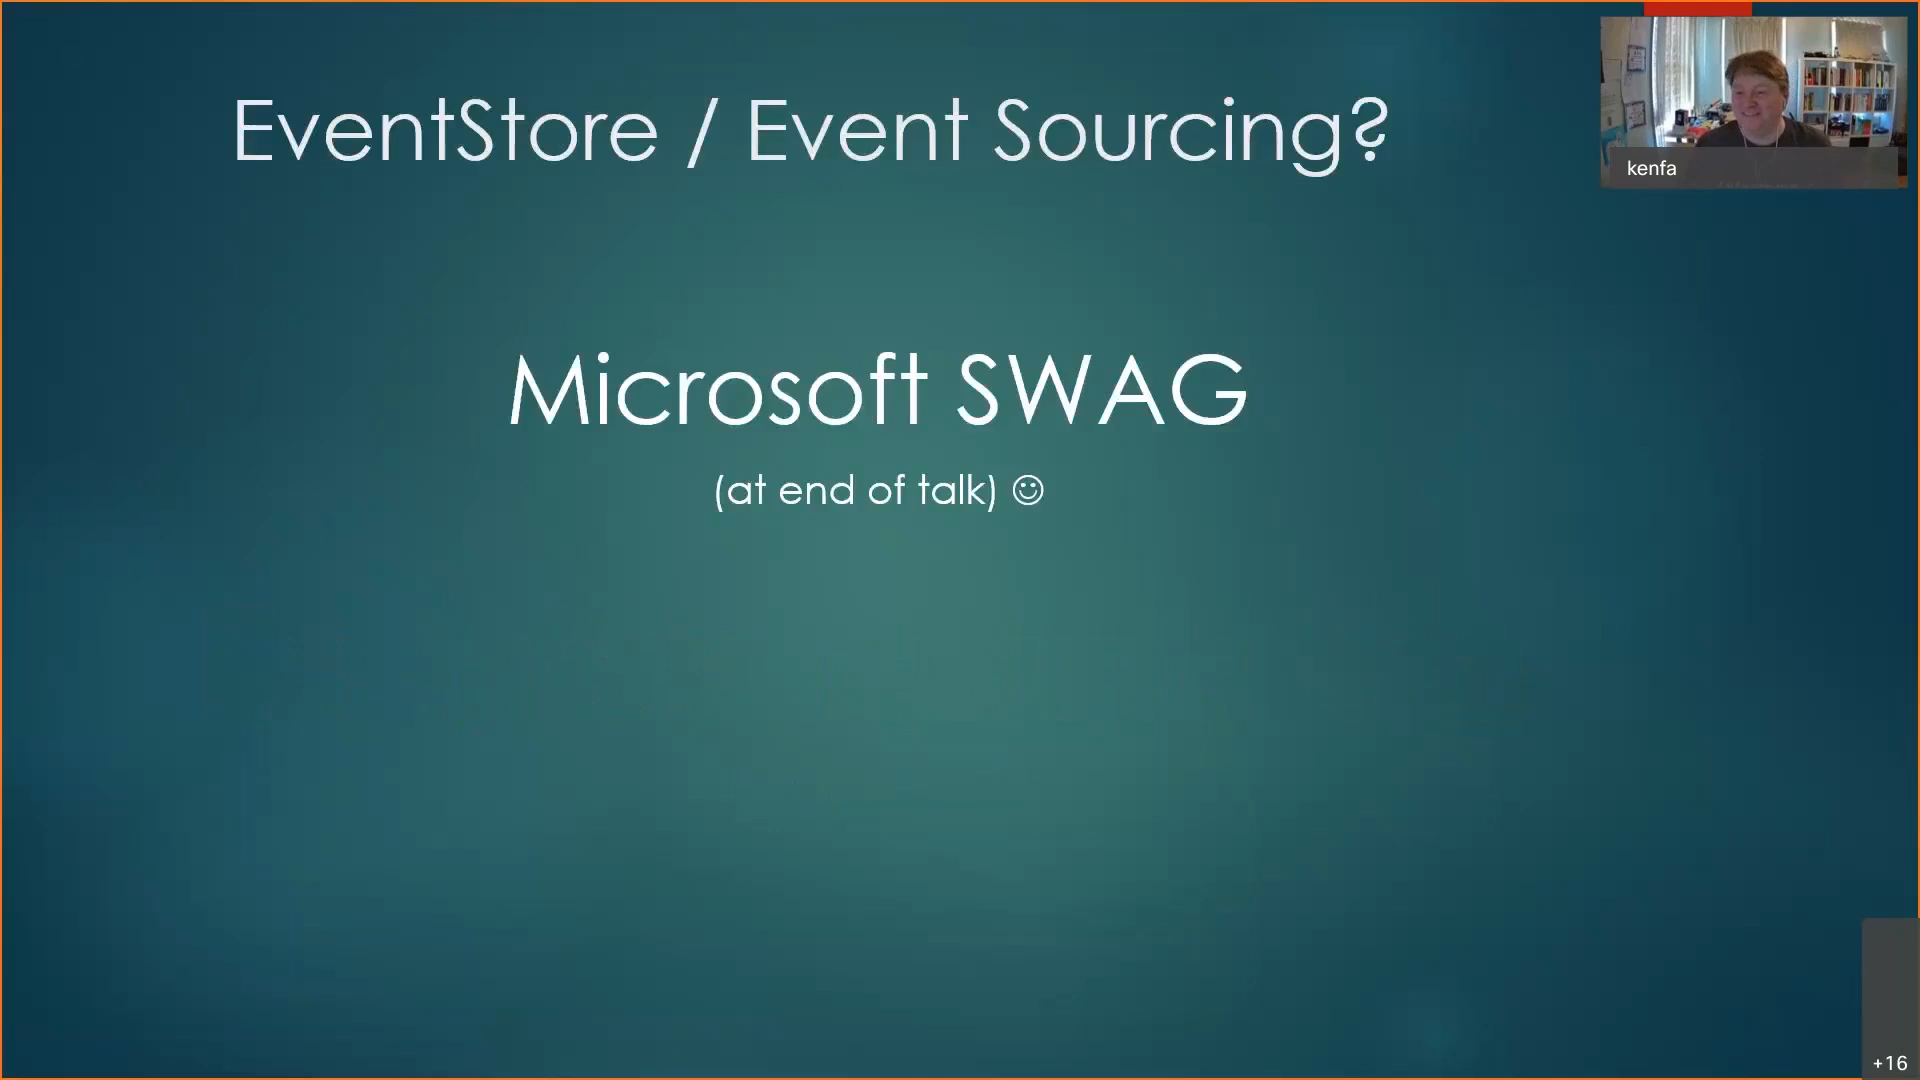 EventStore / Event Sourcing?
kenfa
Microsoft SWAG
(at end of talk) ☺
+16